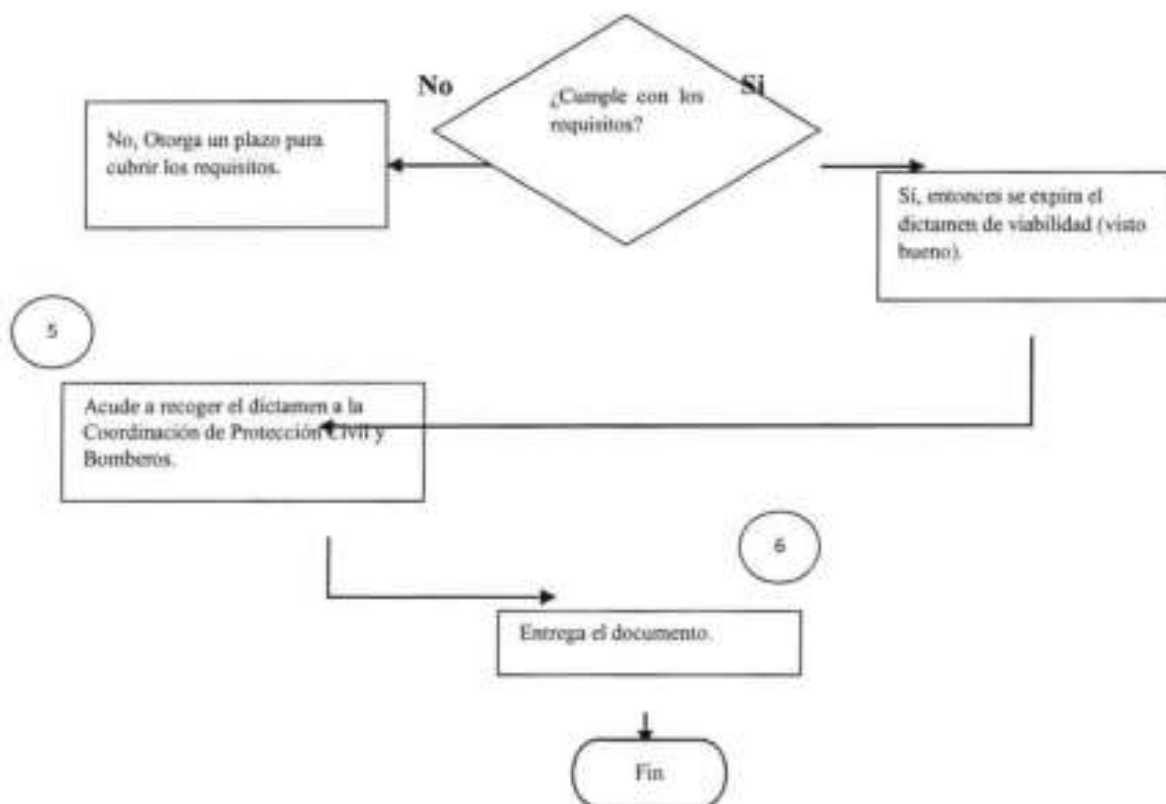 No
Si
¿Cumple con los
requisitos?
No, Otorga un plazo para
cubrir los requisitos.
Sí, entonces se expira el
dictamen de viabilidad (visto
bueno).
5
Acude a recoger el dictamen a la
Coordinación de Protección Civil y
Bomberos.
6
Entrega el documento.
Fin